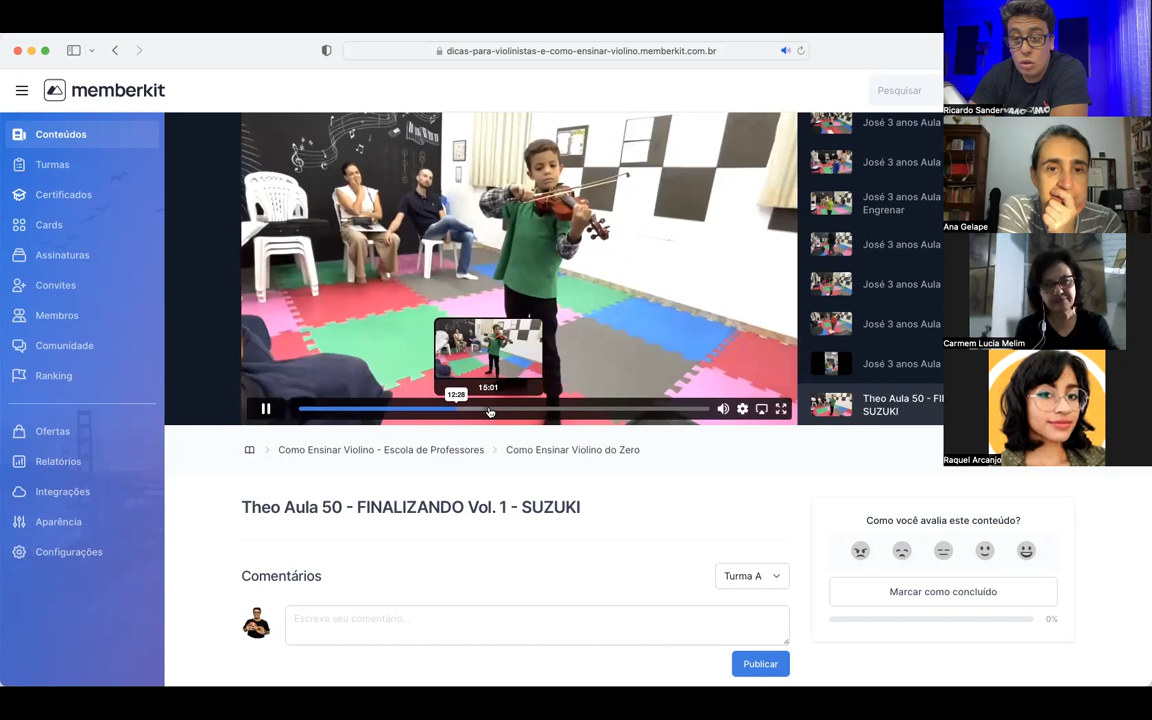 dicas-para-violinistas-e-como-ensinar-violino.memberkit.com.br
memberkit
Pesquisar
Conteúdos
Turmas
Certificados
Cards
Assinaturas
Convites
Membros
Comunidade
Ranking
Ofertas
Relatórios
Integrações
Aparência
Configurações
15:01
12:28
José 3 anos Aula
José 3 anos Aula
José 3 anos Aula
Engrenar
José 3 anos Aula
José 3 anos Aula
José 3 anos Aula
José 3 anos Aula
Theo Aula 50 - FI
SUZUKI
Ricardo Sander
Ana Gelape
Carmem Lucia Melim
Raquel Arcanjo
Como Ensinar Violino - Escola de Professores
Como Ensinar Violino do Zero
Theo Aula 50 - FINALIZANDO Vol. 1 - SUZUKI
Comentários
Turma A
Escreva seu comentário...
Publicar
Como você avalia este conteúdo?
Marcar como concluído
0%